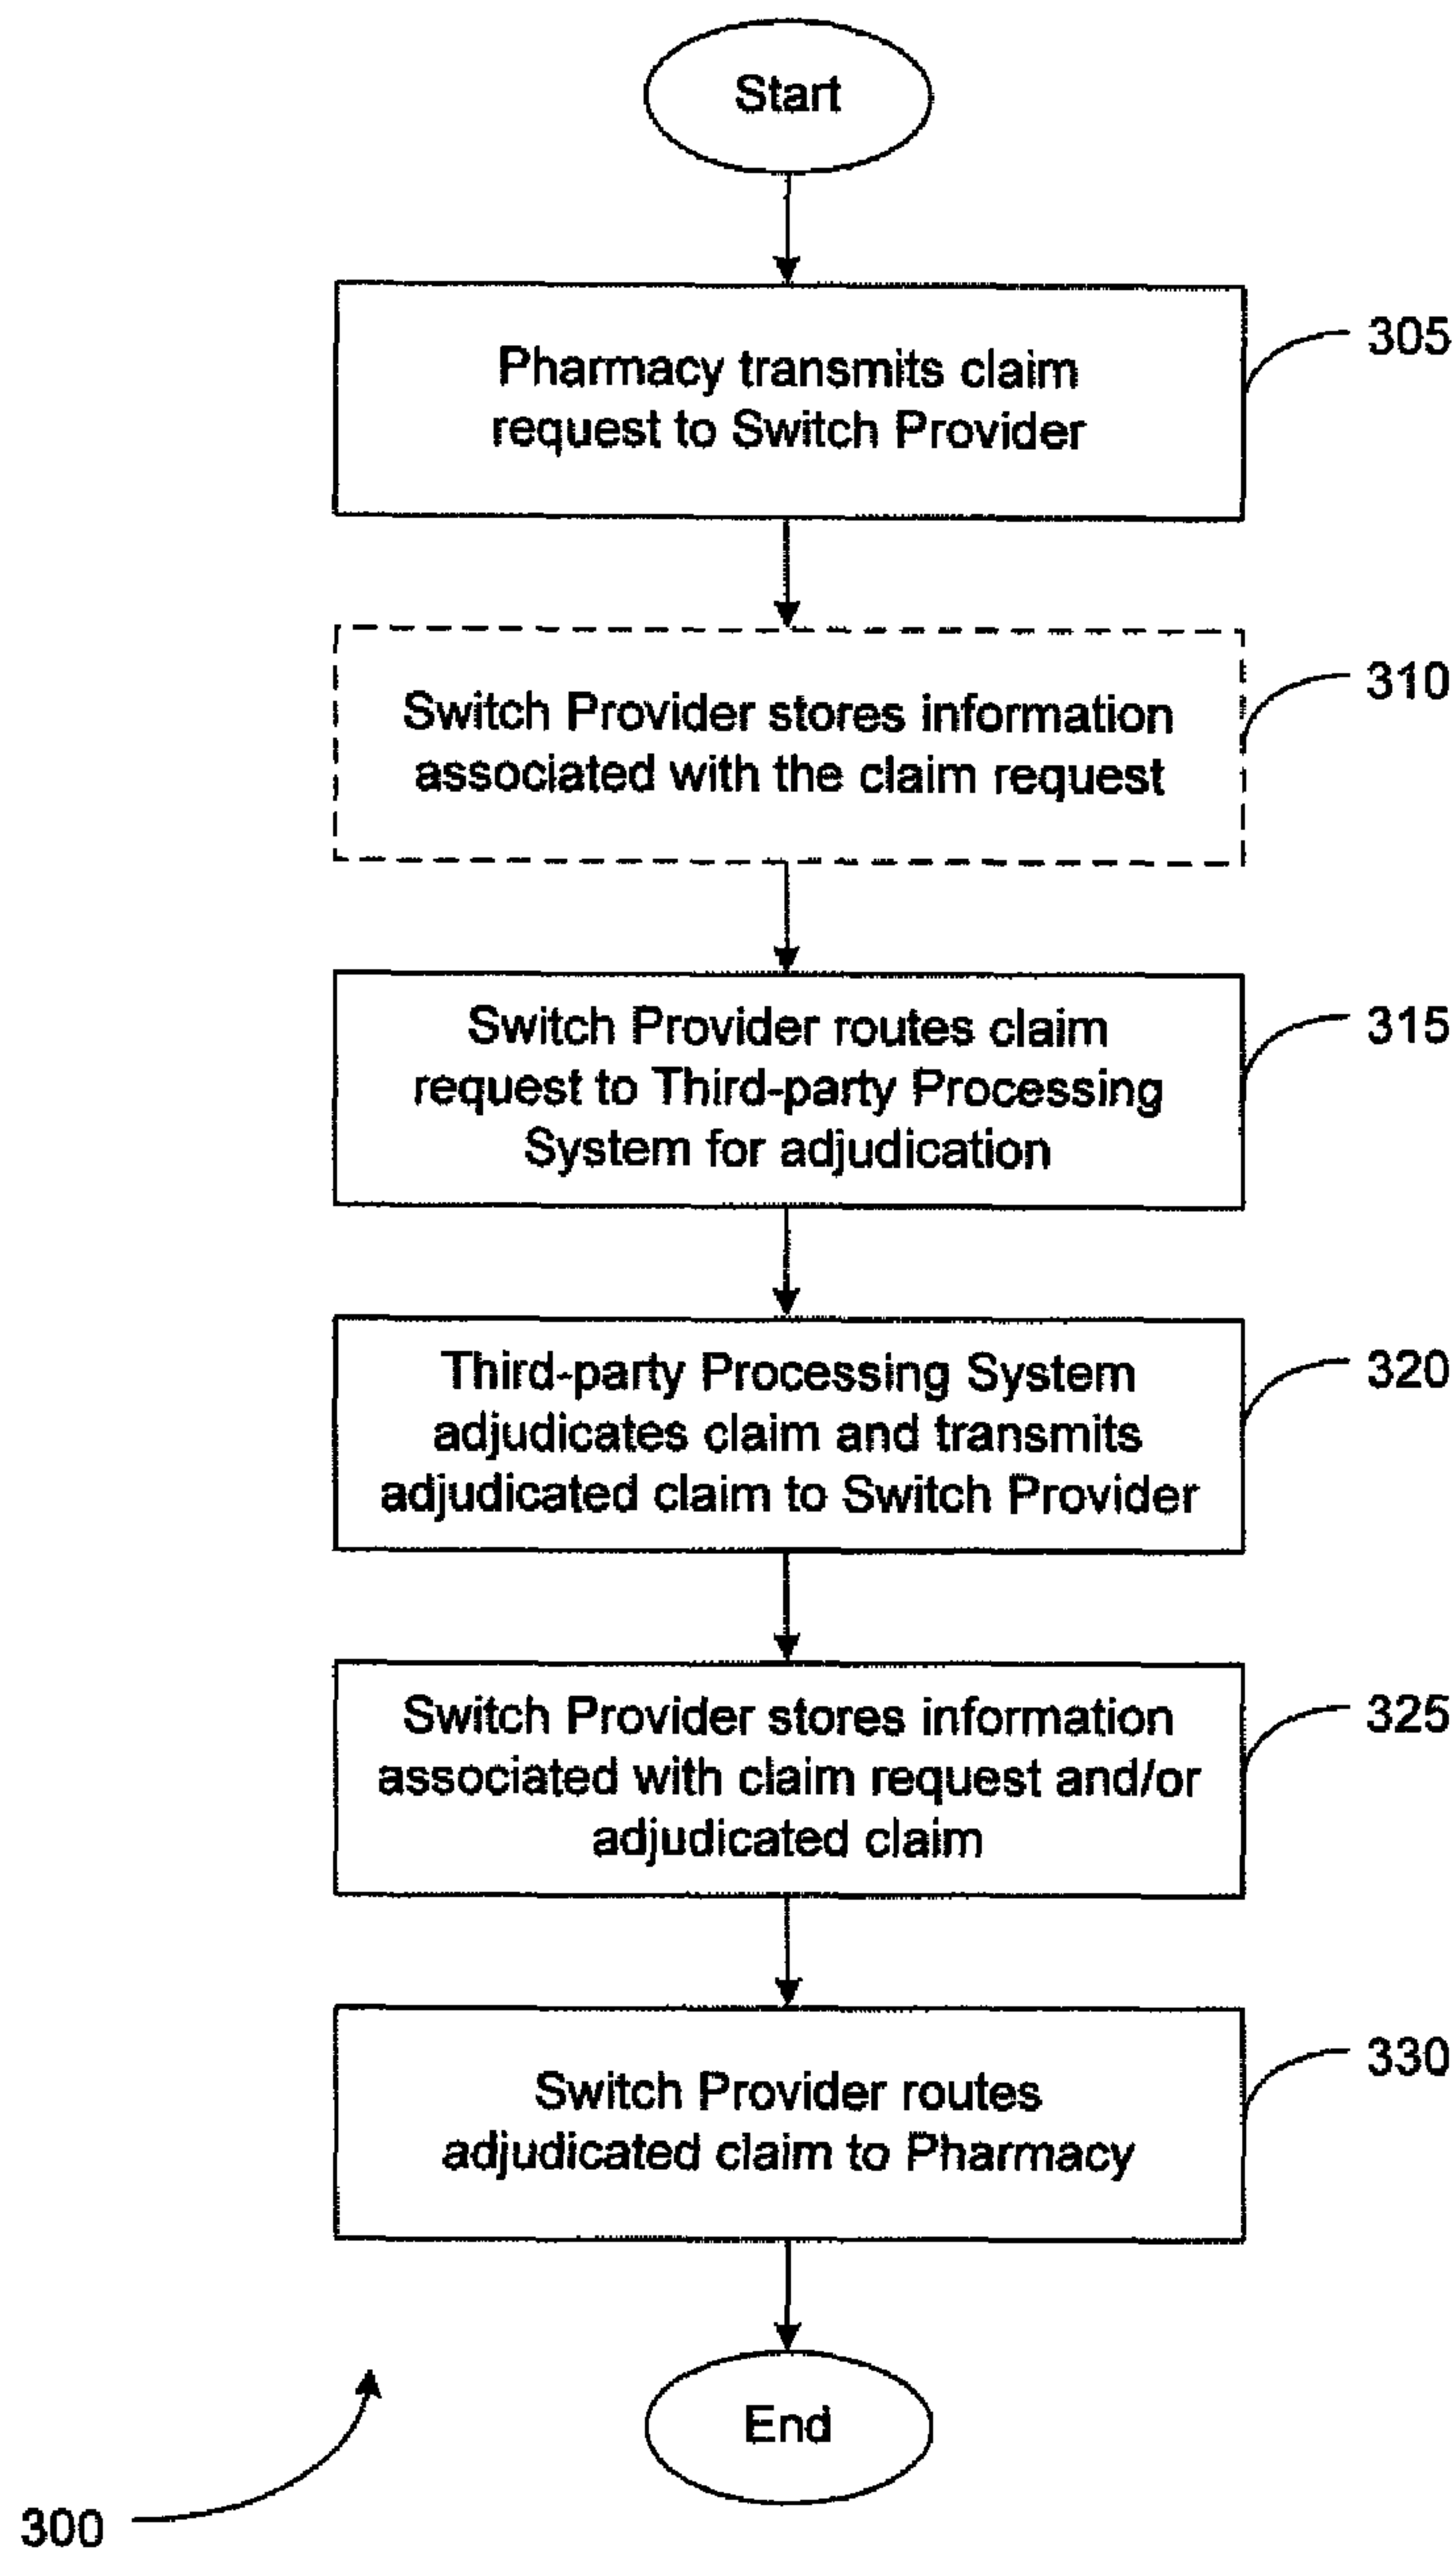 Start
Pharmacy transmits claim
request to Switch Provider
305
Switch Provider stores information
associated with the claim request
310
Switch Provider routes claim
request to Third-party Processing
System for adjudication
315
Third-party Processing System
adjudicates claim and transmits
adjudicated claim to Switch Provider
320
Switch Provider stores information
associated with claim request and/or
adjudicated claim
325
Switch Provider routes
adjudicated claim to Pharmacy
330
End
300